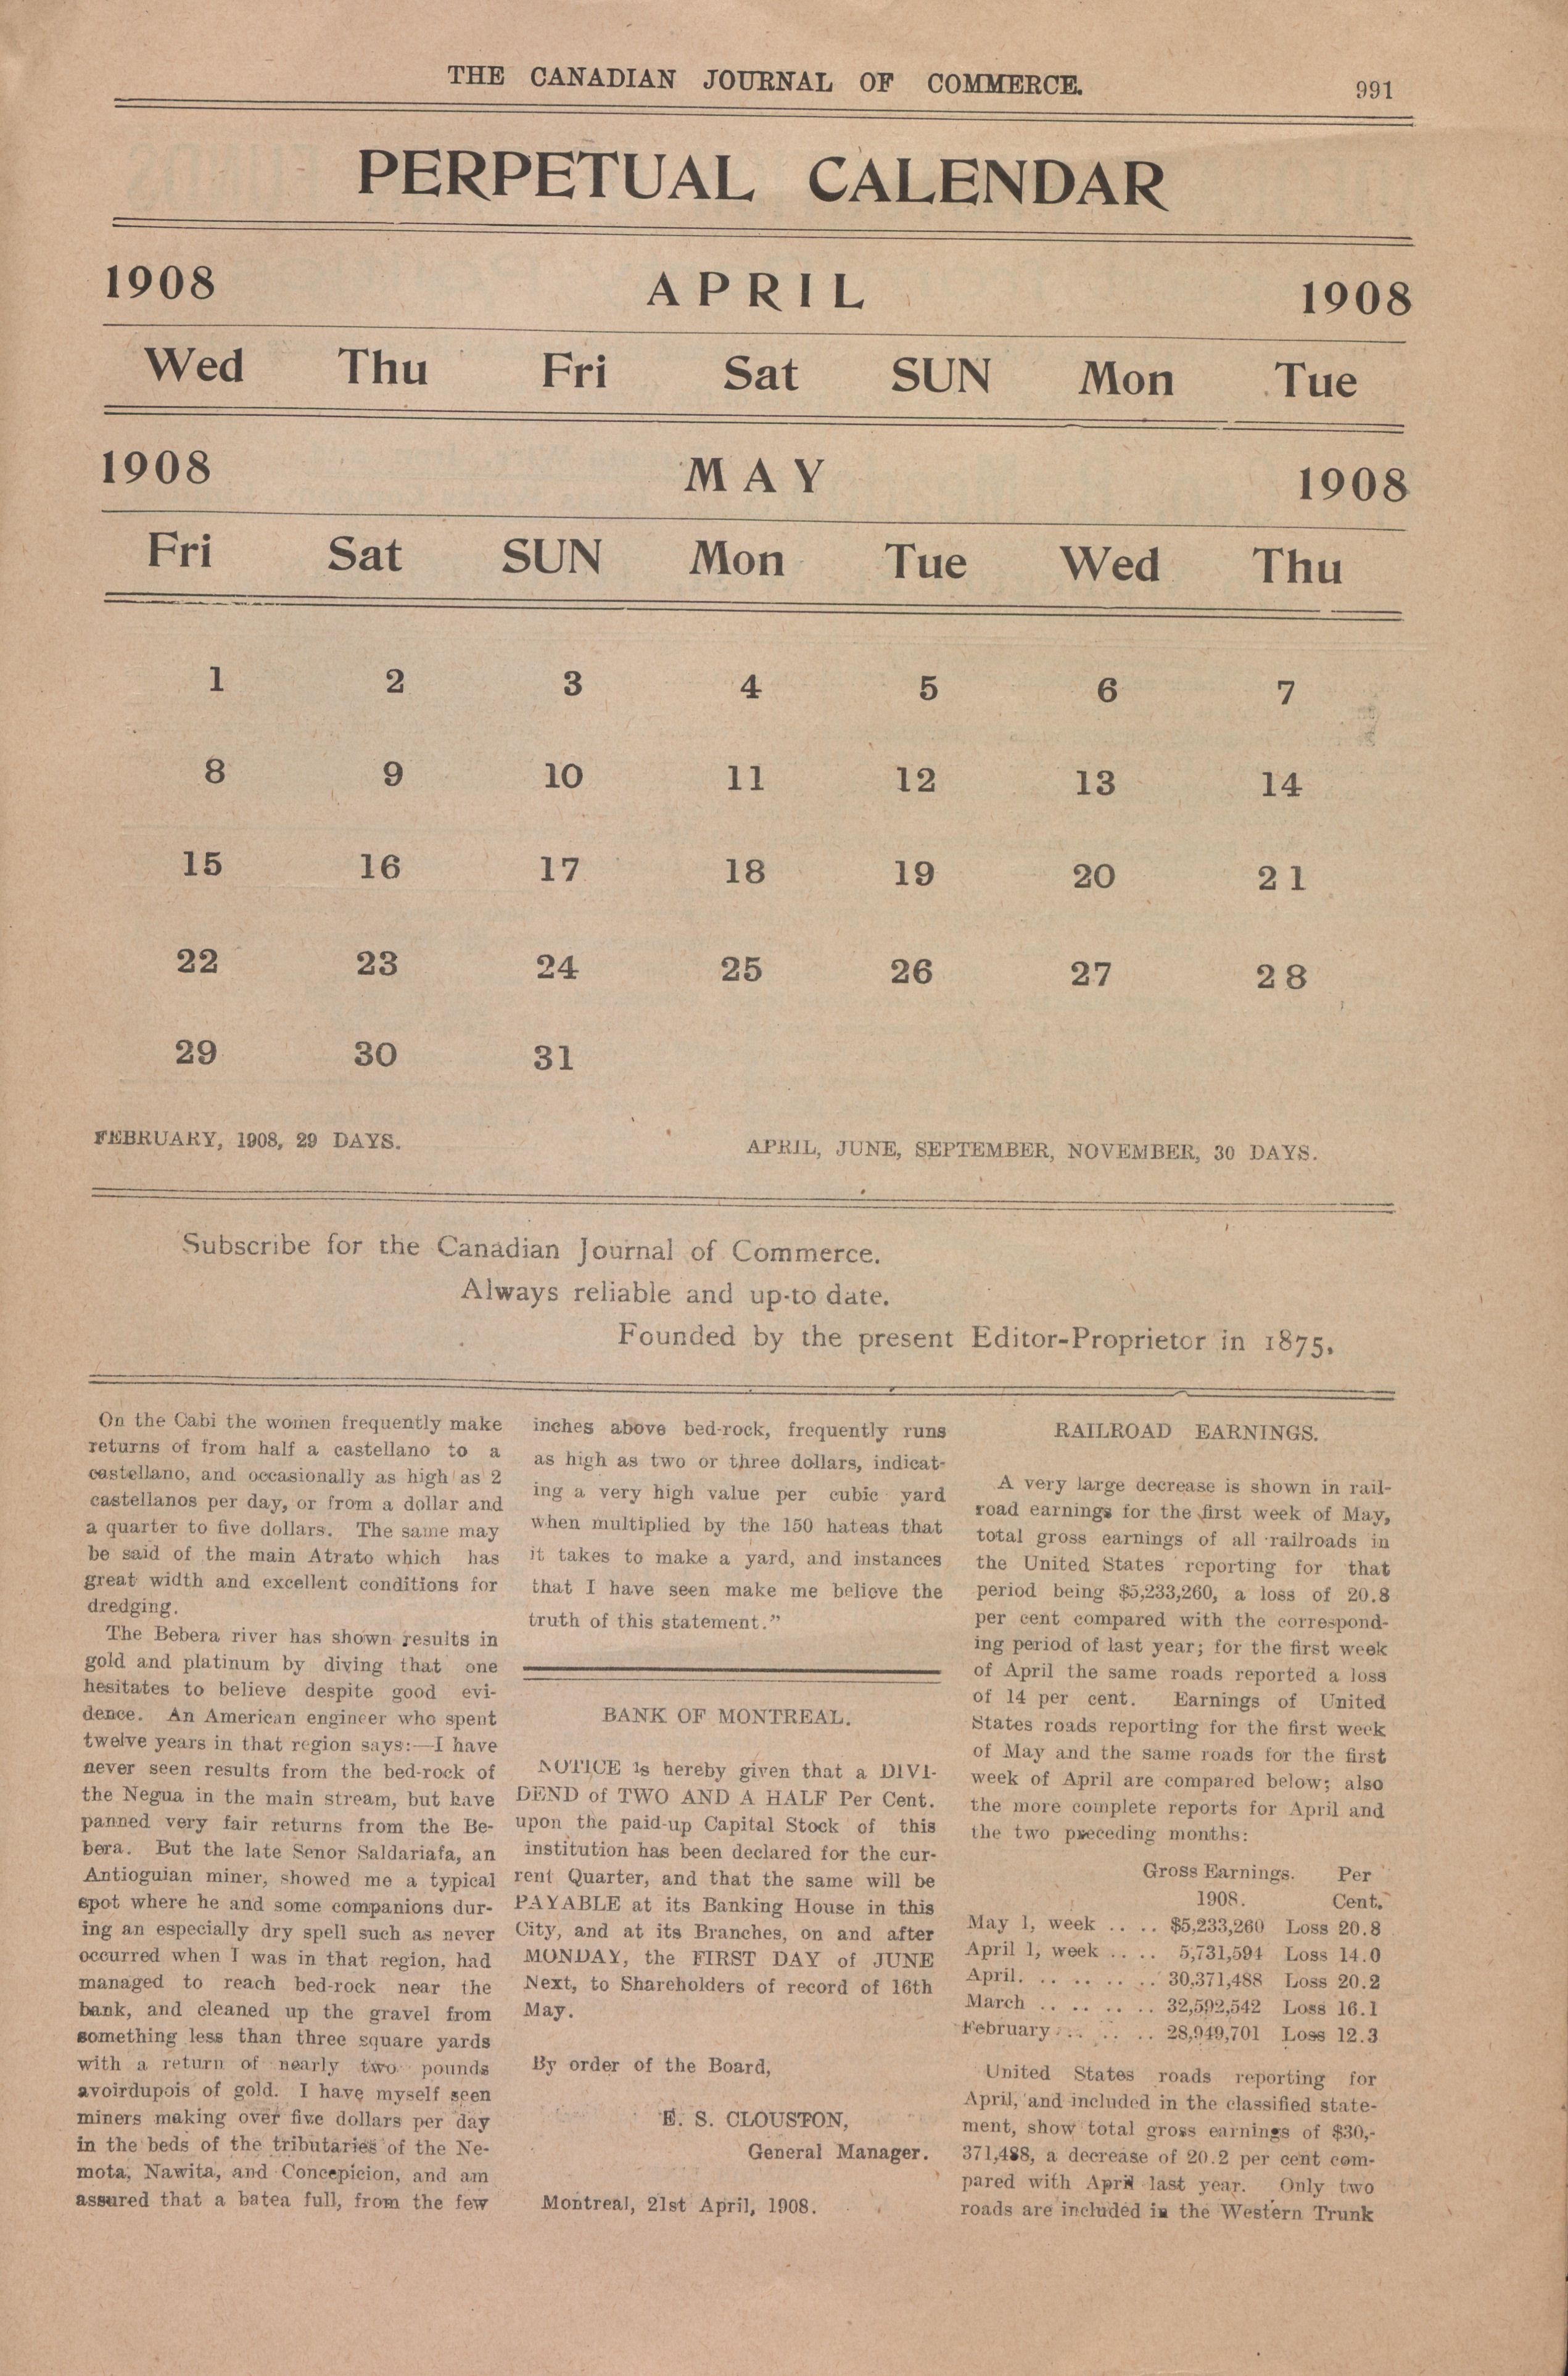 THE CANADIAN JOURNAL OF COMMERCE.
991
PERPETUAL CALENDAR
1908 APRIL 1908
Wed Thu Fri Sat SUN Mon Tue
1908 MAY 1908
Fri Sat SUN Mon Tue Wed Thu
1 2 3 4 5 6 7
8 9 10 11 12 13 14
15 16 17 18 19 20 21
22 23 24 25 26 27 28
29 30 31
FEBRUARY, 1908, 29 DAYS.
APRIL, JUNE, SEPTEMBER, NOVEMBER, 30 DAYS.
Subscribe for the Canadian Journal of Commerce.
Always reliable and up-to date.
Founded by the present Editor-Proprietor in 1875.
On the Cabi the women frequently make
returns of from half a castellano to a
castellano, and occasionally as high as 2
castellanos per day, or from a dollar and
a quarter to five dollars. The same may
be said of the main Atrato which has
great width and excellent conditions for
dredging.
The Bebera river has shown results in
gold and platinum by diving that one
hesitates to believe despite good evi-
dence. An American engineer who spent
twelve years in that region says:—I have
never seen results from the bed-rock of
the Negua in the main stream, but have
panned very fair returns from the Be-
bera. But the late Senor Saldariafa, an
Antioguian miner, showed me a typical
spot where he and some companions dur-
ing an especially dry spell such as never
occurred when I was in that region, had
managed to reach bed-rock near the
bank, and cleaned up the gravel from
something less than three square yards
with a return of nearly two pounds
avoirdupois of gold. I have myself seen
miners making over five dollars per day
in the beds of the tributaries of the Ne-
mota, Nawita, and Concepicion, and am
assured that a batea full, from the few
inches above bed-rock, frequently runs
as high as two or three dollars, indicat-
ing a very high value per cubic yard
when multiplied by the 150 hateas that
it takes to make a yard, and instances
that I have seen make me believe the
truth of this statement.”
BANK OF MONTREAL.
NOTICE is hereby given that a DIVI-
DEND of TWO AND A HALF Per Cent.
upon the paid-up Capital Stock of this
institution has been declared for the cur-
rent Quarter, and that the same will be
PAYABLE at its Banking House in this
City, and at its Branches, on and after
MONDAY, the FIRST DAY of JUNE
Next, to Shareholders of record of 16th
May.
By order of the Board,
E. S. CLOUSTON,
General Manager.
Montreal, 21st April, 1908.
RAILROAD EARNINGS.
A very large decrease is shown in rail-
road earnings for the first week of May,
total gross earnings of all railroads in
the United States reporting for that
period being $5,233,260, a loss of 20.8
per cent compared with the correspond-
ing period of last year; for the first week
of April the same roads reported a loss
of 14 per cent. Earnings of United
States roads reporting for the first week
of May and the same roads for the first
week of April are compared below; also
the more complete reports for April and
the two preceding months:
Gross Earnings. Per
1908. Cent.
May 1, week .. .. $5,233,260 Loss 20.8
April 1, week .. .. 5,731,594 Loss 14.0
April. .. .. .. .. 30,371,488 Loss 20.2
March .. .. .. .. 32,592,542 Loss 16.1
February .. .. .. 28,949,701 Loss 12.3
United States roads reporting for
April, and included in the classified state-
ment, show total gross earnings of $30,-
371,488, a decrease of 20.2 per cent com-
pared with April last year. Only two
roads are included in the Western Trunk